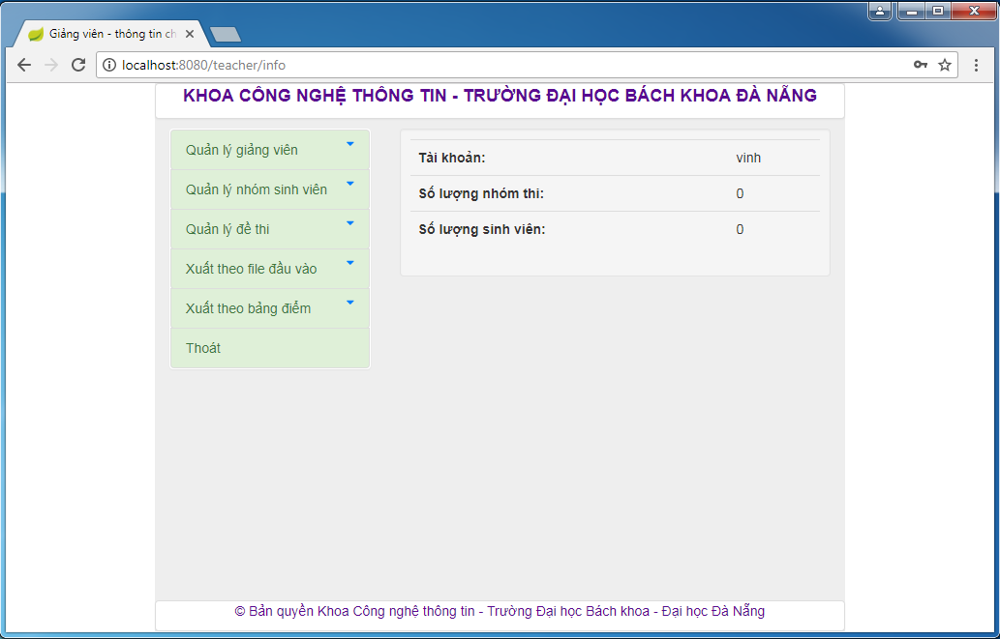 Giảng viên - thông tin ch
localhost:8080/teacher/info
KHOA CÔNG NGHỆ THÔNG TIN - TRƯỜNG ĐẠI HỌC BÁCH KHOA ĐÀ NẴNG
Quản lý giảng viên
Quản lý nhóm sinh viên
Quản lý đề thi
Xuất theo file đầu vào
Xuất theo bảng điểm
Thoát
Tài khoản: vinh
Số lượng nhóm thi: 0
Số lượng sinh viên: 0
© Bản quyền Khoa Công nghệ thông tin - Trường Đại học Bách khoa - Đại học Đà Nẵng